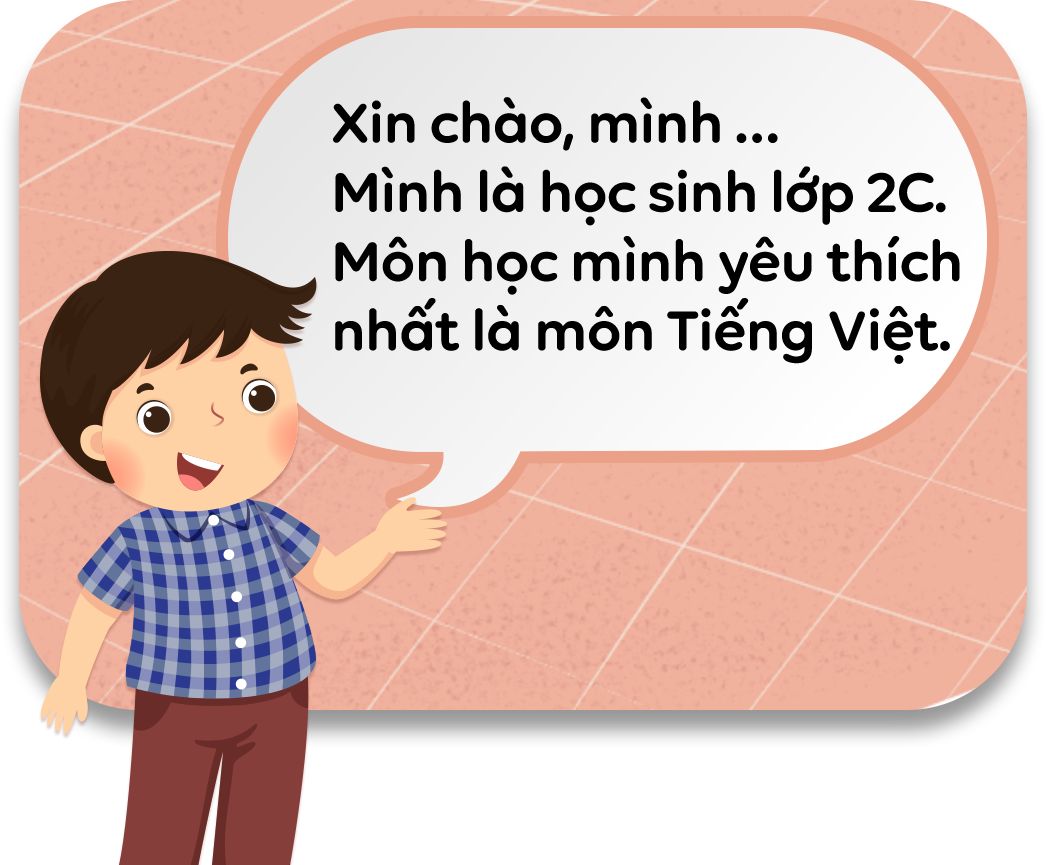 Xin chào, mình ...
Mình là học sinh lớp 2C.
Môn học mình yêu thích
nhất là môn Tiếng Việt.